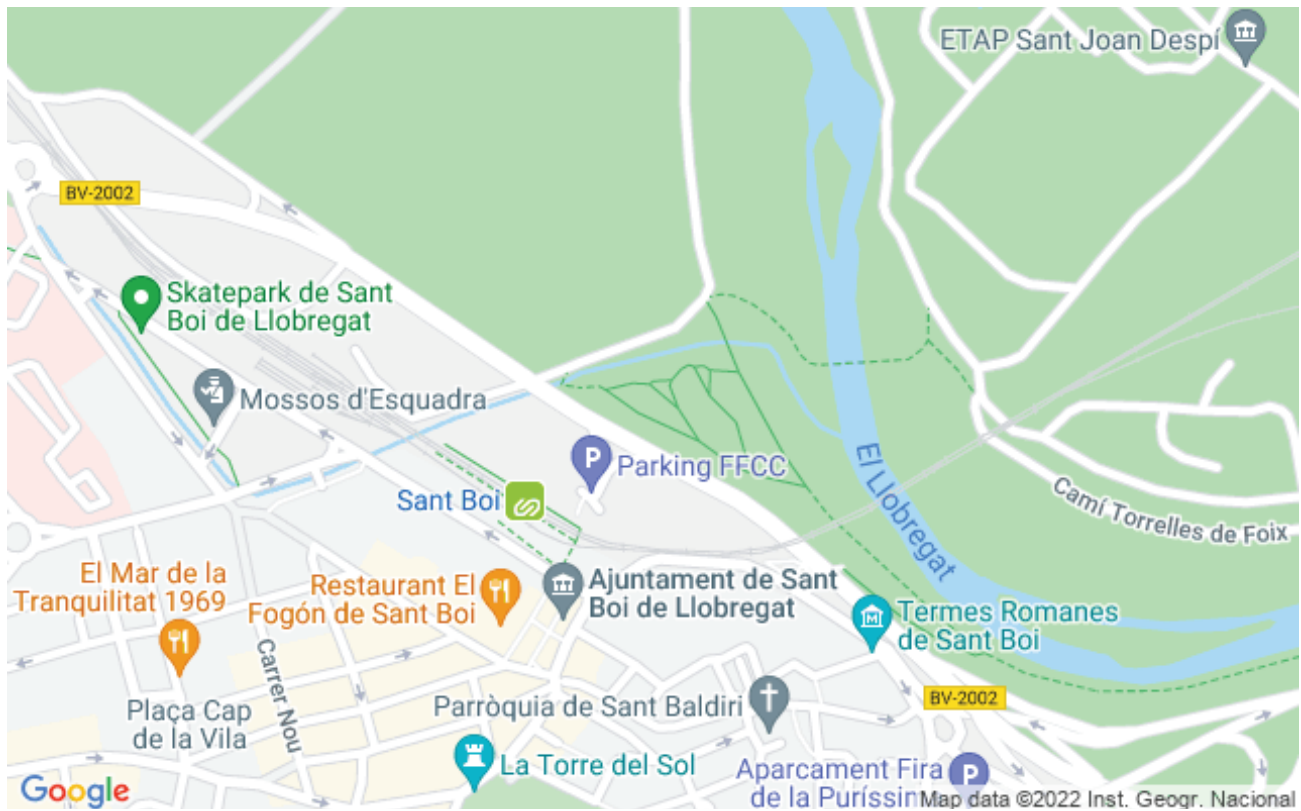 ETAP Sant Joan Despí
BV-2002
Skatepark de Sant
Boi de Llobregat
Mossos d'Esquadra
P
Parking FFCC
Sant Boi
El Llobregat
Camí Torrelles de Foix
El Mar de la
Tranquilitat 1969
Restaurant El
Fogón de Sant Boi
Ajuntament de Sant
Boi de Llobregat
M
Termes Romanes
de Sant Boi
Carrer Nou
Plaça Cap
de la Vila
Parròquia de Sant Baldiri
BV-2002
La Torre del Sol
Aparcament Fira
de la Puríssim
P
Google
Map data ©2022 Inst. Geogr. Nacional